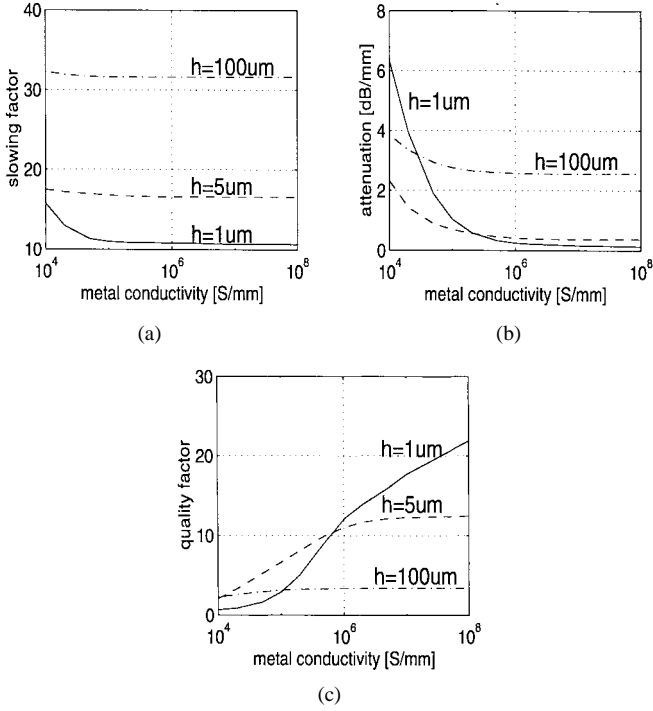 40
30
20
10
slowing factor
h=100um
h=5um
h=1um
10^4
10^6
10^8
metal conductivity [S/mm]
(a)
8
6
4
2
0
attenuation [dB/mm]
h=1um
h=100um
10^4
10^6
10^8
metal conductivity [S/mm]
(b)
30
20
10
0
quality factor
h=1um
h=5um
h=100um
10^4
10^6
10^8
metal conductivity [S/mm]
(c)